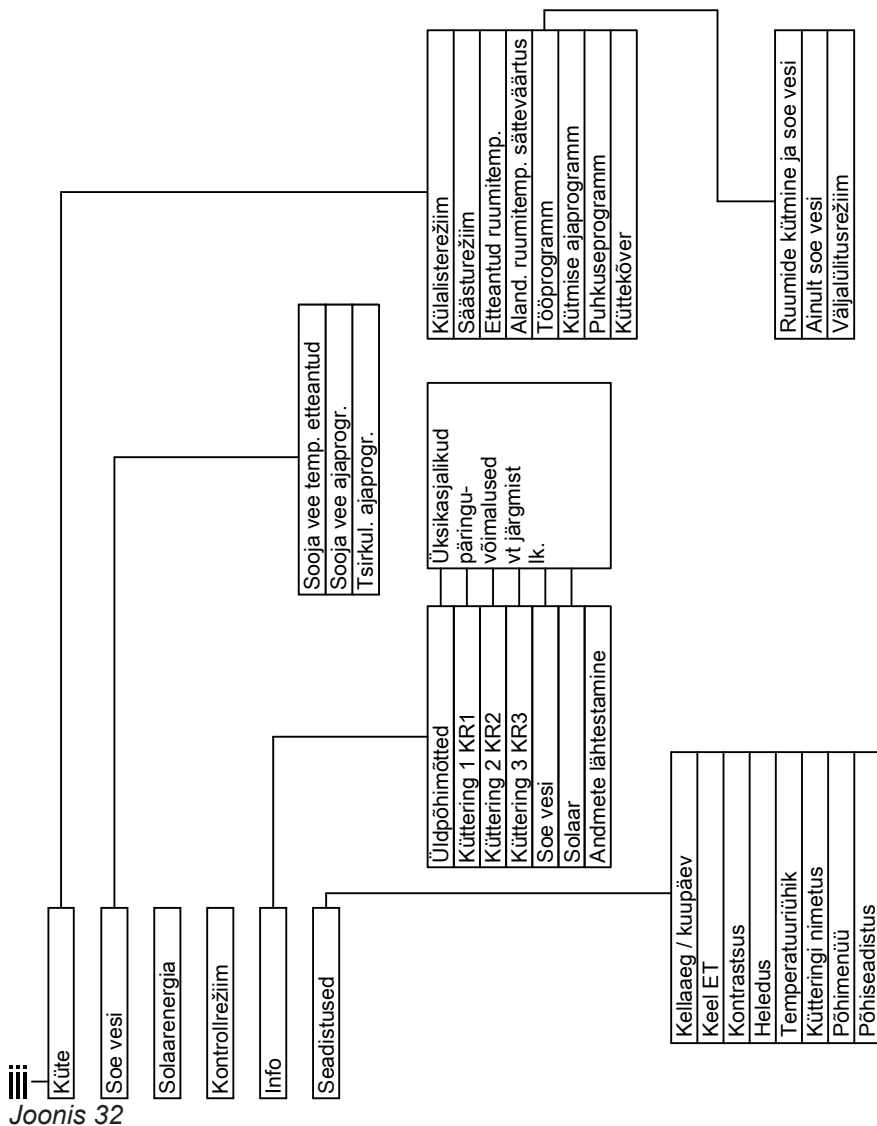 Küte
Soe vesi
Solaarenergia
Kontrollrežiim
Info
Seadistused
Külalisterežiim
Säästurežiim
Etteantud ruumitemp.
Aland. ruumitemp. sätteväärtus
Tööprogramm
Kütmise ajaprogramm
Puhkuseprogramm
Küttekõver
Ruumide kütmine ja soe vesi
Ainult soe vesi
Väljalülitusrežiim
Sooja vee temp. etteantud
Sooja vee ajaprogr.
Tsirkul. ajaprogr.
Üldpõhimõtted
Küttering 1 KR1
Küttering 2 KR2
Küttering 3 KR3
Soe vesi
Solaar
Andmete lähtestamine
Üksikasjalikud
päringu-
võimalused
vt järgmist
lk.
Kellaaeg / kuupäev
Keel ET
Kontrastsus
Heledus
Temperatuuriühik
Kütteringi nimetus
Põhimenüü
Põhiseadistus
Joonis 32